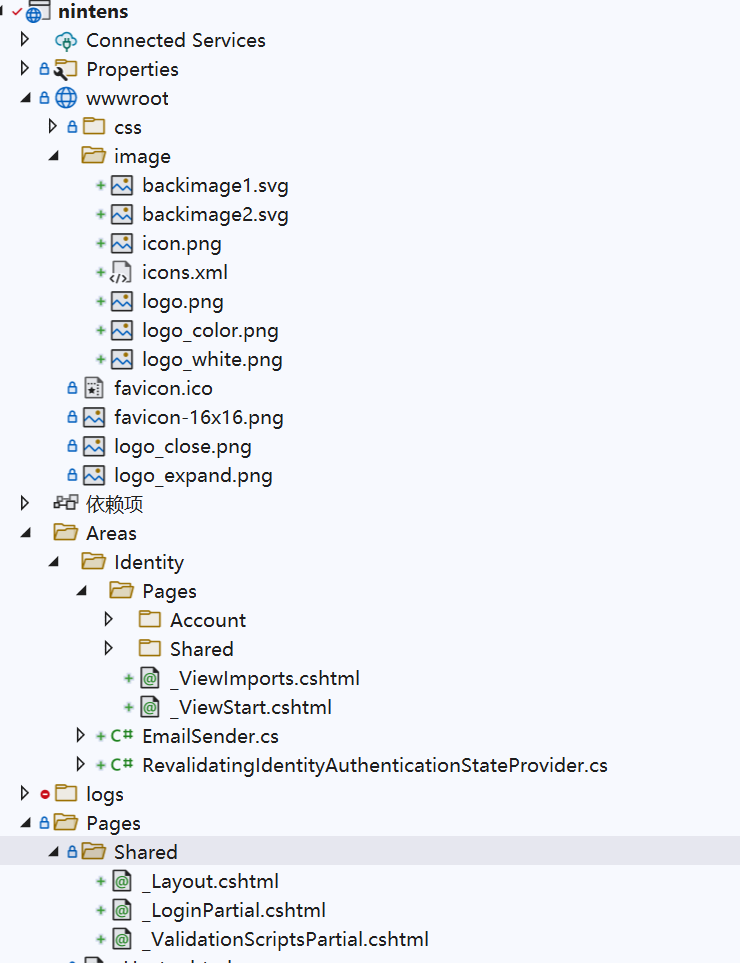 nintens
Connected Services
Properties
wwwroot
css
image
backimage1.svg
backimage2.svg
icon.png
icons.xml
logo.png
logo_color.png
logo_white.png
favicon.ico
favicon-16x16.png
logo_close.png
logo_expand.png
依赖项
Areas
Identity
Pages
Account
Shared
_ViewImports.cshtml
_ViewStart.cshtml
C# EmailSender.cs
C# RevalidatingIdentityAuthenticationStateProvider.cs
logs
Pages
Shared
_Layout.cshtml
_LoginPartial.cshtml
_ValidationScriptsPartial.cshtml